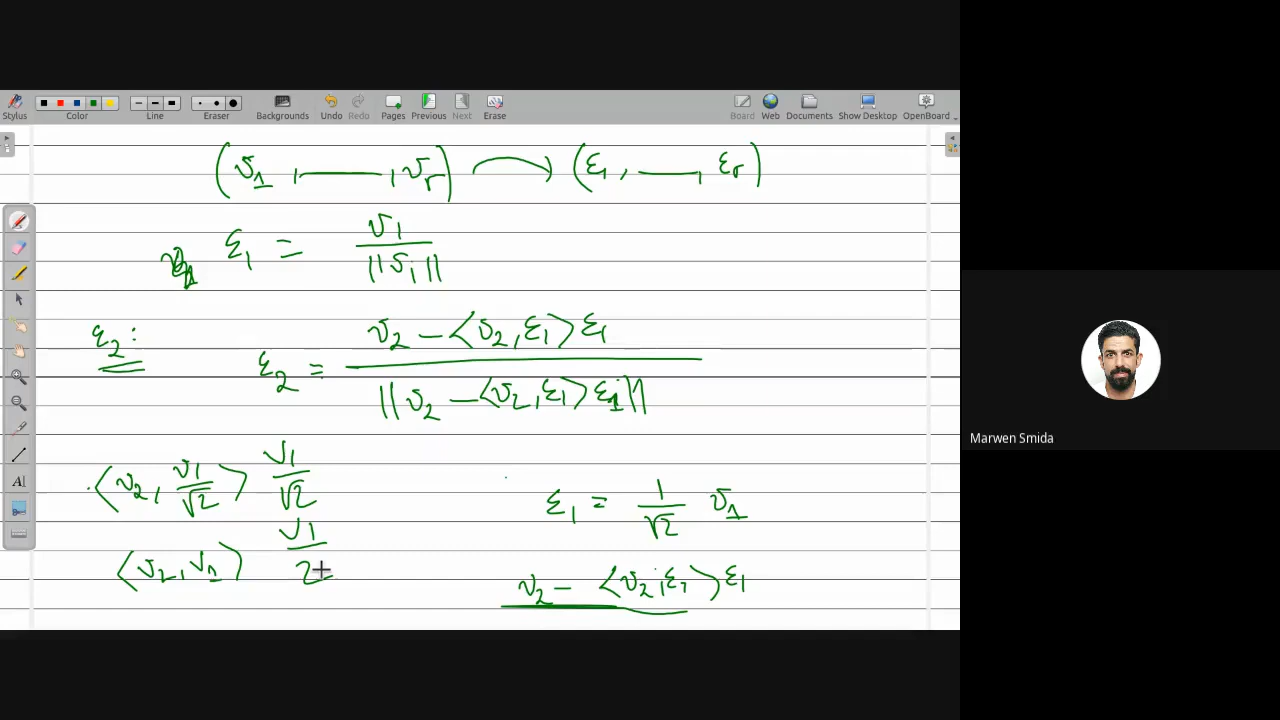 Stylus Color Line Eraser Backgrounds Undo Redo Pages Previous Next Erase Board Web Documents Show Desktop OpenBoard
(v₁, ——, vᵣ) → (ε₁, ——, εᵣ)
ε₁ = v₁ / ||v₁||
ε₂: ε₂ = (v₂ − ⟨v₂, ε₁⟩ε₁) / ||v₂ − ⟨v₂, ε₁⟩ε₁||
⟨v₂, v₁/√2⟩ v₁/√2
ε₁ = 1/√2 v₁
⟨v₂, v₁⟩ v₁/2
v₂ − ⟨v₂, ε₁⟩ε₁
Marwen Smida